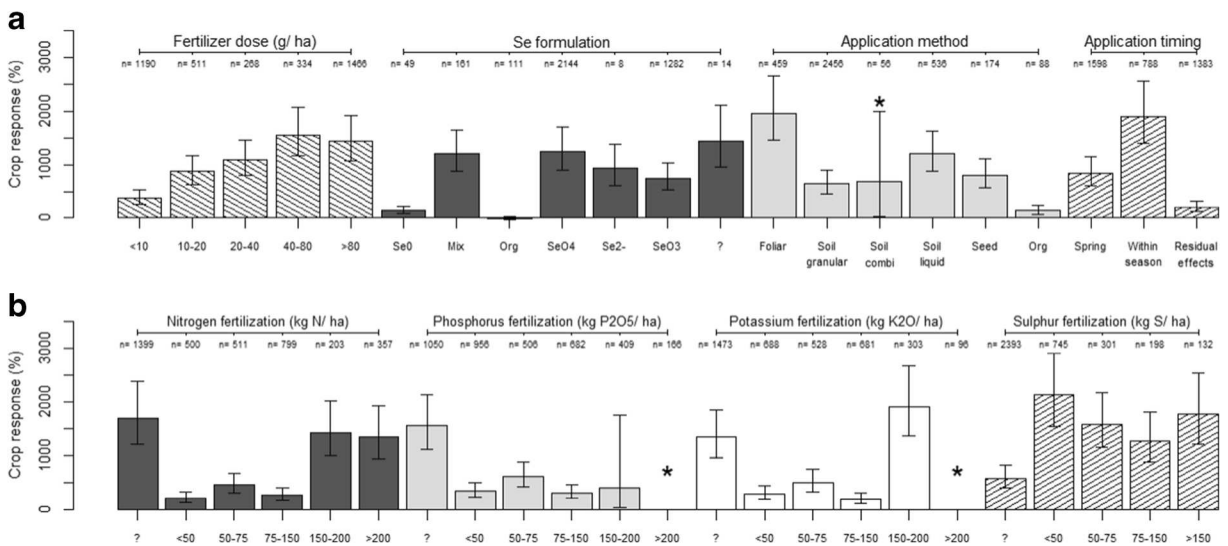 a
Fertilizer dose (g/ ha) Se formulation Application method Application timing
n= 1190 n= 511 n= 268 n= 334 n= 1466 n= 49 n= 161 n= 111 n= 2144 n= 8 n= 1282 n= 14 n= 459 n= 2456 n= 56 n= 536 n= 174 n= 88 n= 1598 n= 788 n= 1383
Crop response (%)
3000
2000
1000
0
*
<10 10-20 20-40 40-80 >80 Se0 Mix Org SeO4 Se2- SeO3 ? Foliar Soil granular Soil combi Soil liquid Seed Org Spring Within season Residual effects
b
Nitrogen fertilization (kg N/ ha) Phosphorus fertilization (kg P2O5/ ha) Potassium fertilization (kg K2O/ ha) Sulphur fertilization (kg S/ ha)
n= 1399 n= 500 n= 511 n= 799 n= 203 n= 357 n= 1050 n= 956 n= 506 n= 682 n= 409 n= 166 n= 1473 n= 688 n= 528 n= 681 n= 303 n= 96 n= 2393 n= 745 n= 301 n= 198 n= 132
Crop response (%)
3000
2000
1000
0
* *
? <50 50-75 75-150 150-200 >200 ? <50 50-75 75-150 150-200 >200 ? <50 50-75 75-150 150-200 >200 ? <50 50-75 75-150 >150